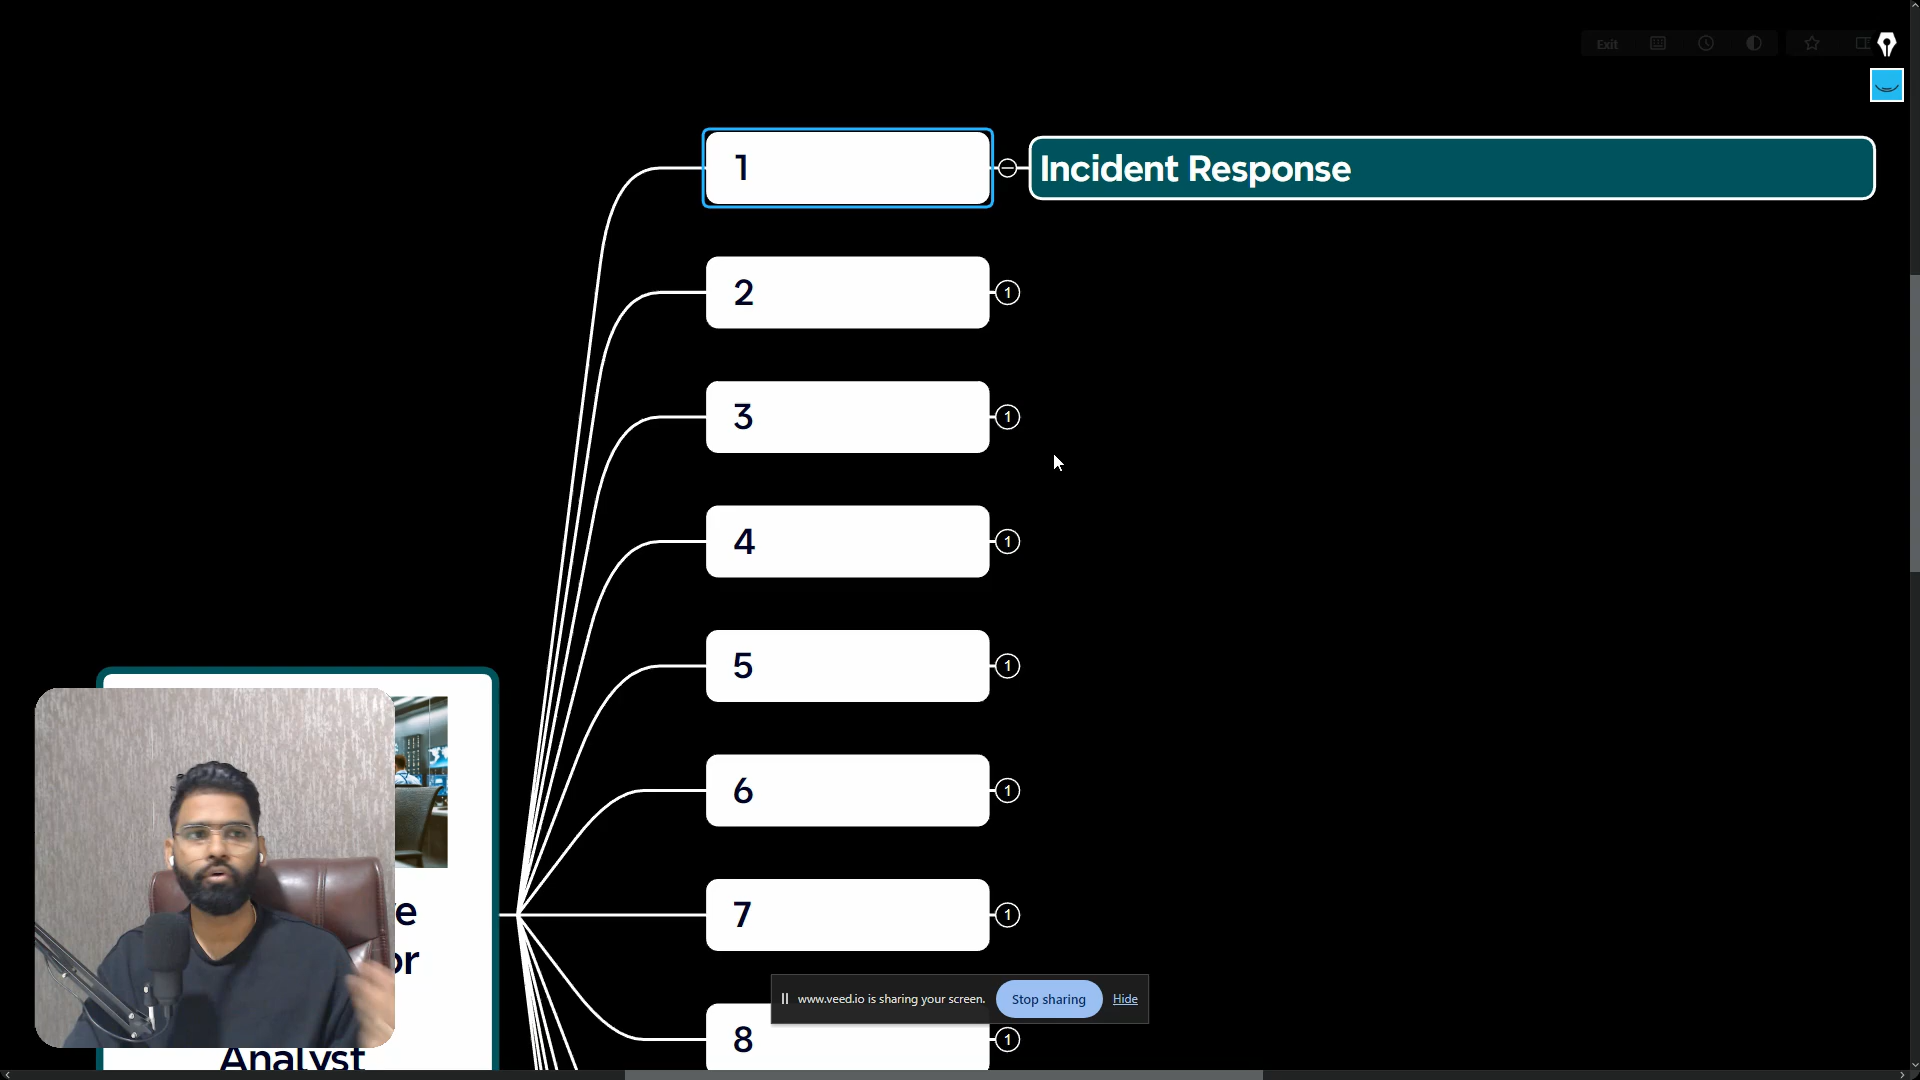 Exit
1
Incident Response
2
1
3
1
4
1
5
1
6
1
7
1
8
1
www.veed.io is sharing your screen.
Stop sharing
Hide
Analyst